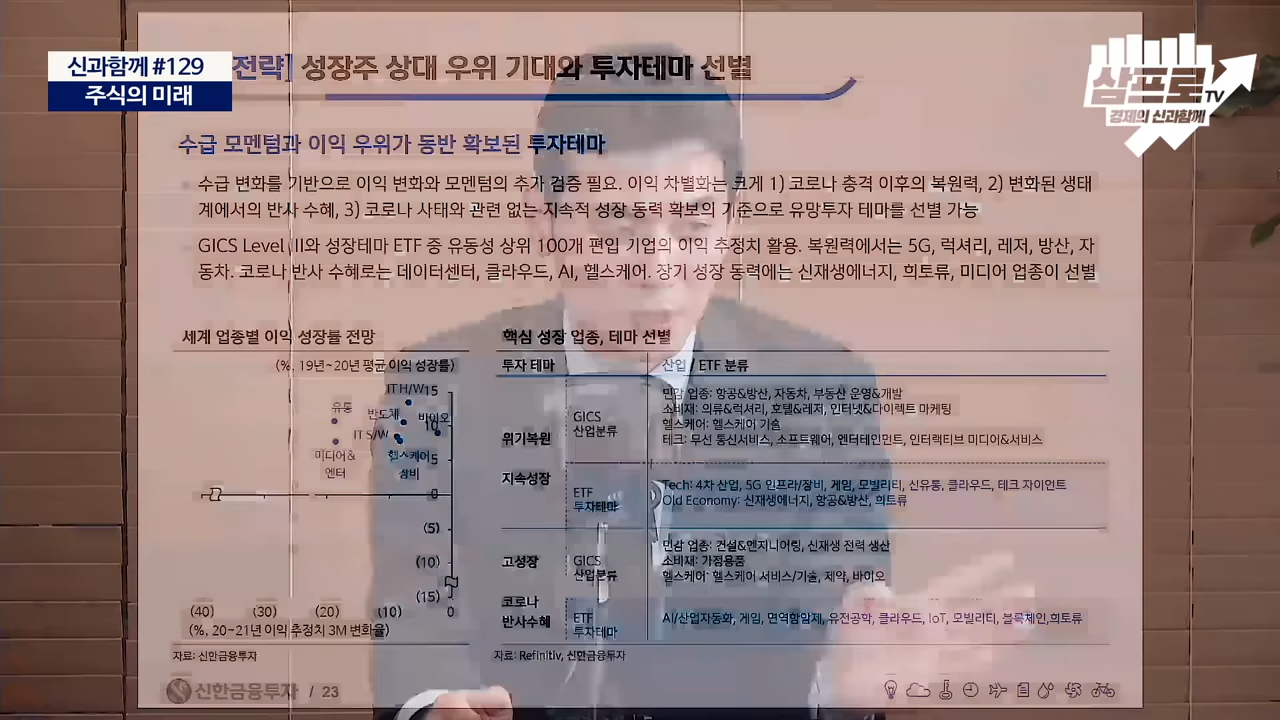 신과함께 #129
주식의 미래
삼프로TV
경제의 신과함께
전략] 성장주 상대 우위 기대와 투자테마 선별
수급 모멘텀과 이익 우위가 동반 확보된 투자테마
수급 변화를 기반으로 이익 변화와 모멘텀의 추가 검증 필요. 이익 차별화는 크게 1) 코로나 충격 이후의 복원력, 2) 변화된 생태
계에서의 반사 수혜, 3) 코로나 사태와 관련 없는 지속적 성장 동력 확보의 기준으로 유망투자 테마를 선별 가능
GICS Level II와 성장테마 ETF 중 유동성 상위 100개 편입 기업의 이익 추정치 활용. 복원력에서는 5G, 럭셔리, 레저, 방산, 자
동차. 코로나 반사 수혜로는 데이터센터, 클라우드, AI, 헬스케어. 장기 성장 동력에는 신재생에너지, 희토류, 미디어 업종이 선별
세계 업종별 이익 성장률 전망
(%, 19년~20년 평균 이익 성장률)
IT H/W
15
유통
반도체
바이오
10
IT S/W
미디어&
엔터
헬스케어
장비
5
0
(5)
(10)
(15)
(40) (30) (20) (10) 0
(%, 20~21년 이익 추정치 3M 변화율)
자료: 신한금융투자
핵심 성장 업종, 테마 선별
투자 테마
산업 / ETF 분류
위기복원
지속성장
GICS
산업분류
민감 업종: 항공&방산, 자동차, 부동산 운영&개발
소비재: 의류&럭셔리, 호텔&레저, 인터넷&다이렉트 마케팅
헬스케어: 헬스케어 기술
테크: 무선 통신서비스, 소프트웨어, 엔터테인먼트, 인터랙티브 미디어&서비스
ETF
투자테마
Tech: 4차 산업, 5G 인프라/장비, 게임, 모빌리티, 신유통, 클라우드, 테크 자이언트
Old Economy: 신재생에너지, 항공&방산, 희토류
고성장
코로나
반사수혜
GICS
산업분류
민감 업종: 건설&엔지니어링, 신재생 전력 생산
소비재: 가정용품
헬스케어: 헬스케어 서비스/기술, 제약, 바이오
ETF
투자테마
AI/산업자동화, 게임, 면역항암제, 유전공학, 클라우드, IoT, 모빌리티, 블록체인,희토류
자료: Refinitiv, 신한금융투자
신한금융투자 / 23